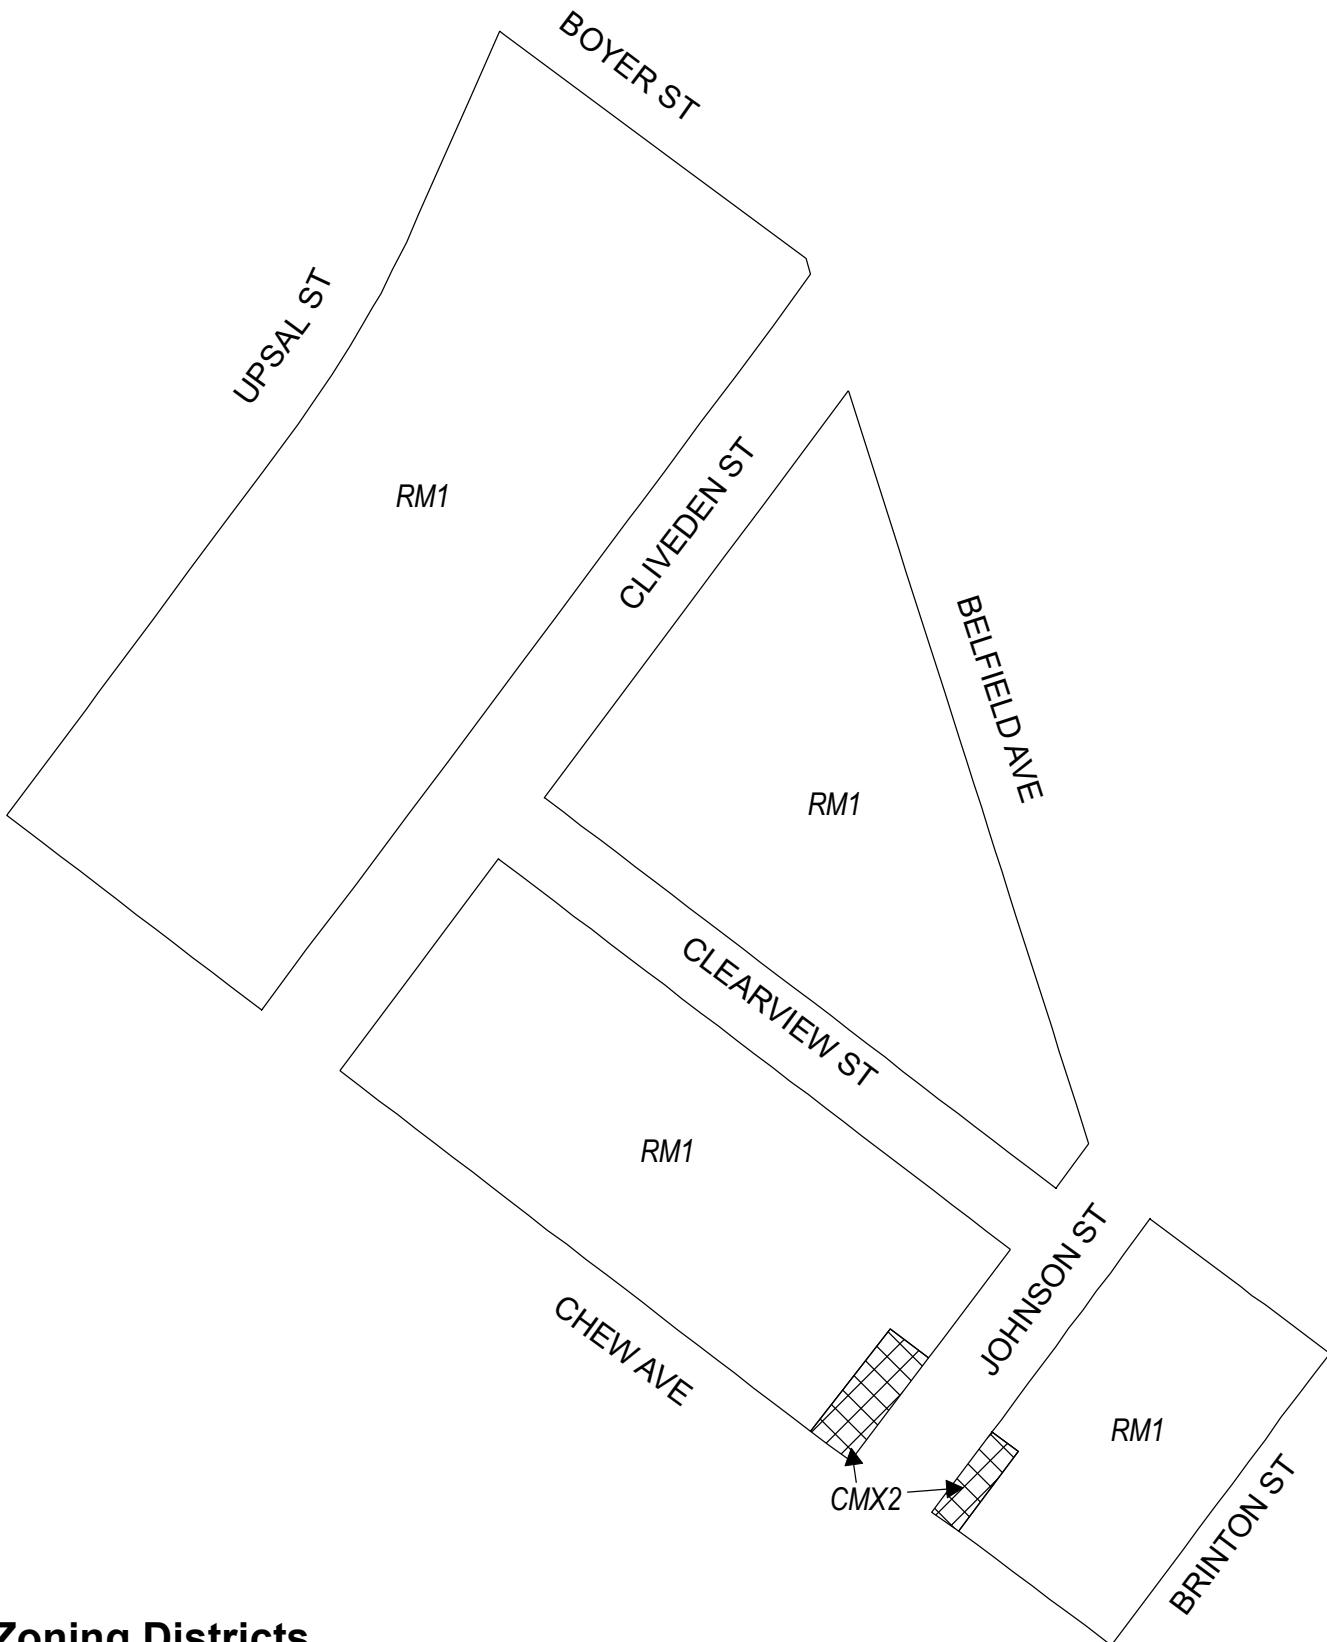 BOYER ST
UPSAL ST
CLIVEDEN ST
RM1
BELFIELD AVE
RM1
CLEARVIEW ST
RM1
JOHNSON ST
CHEW AVE
RM1
CMX2
BRINTON ST
Zoning Districts